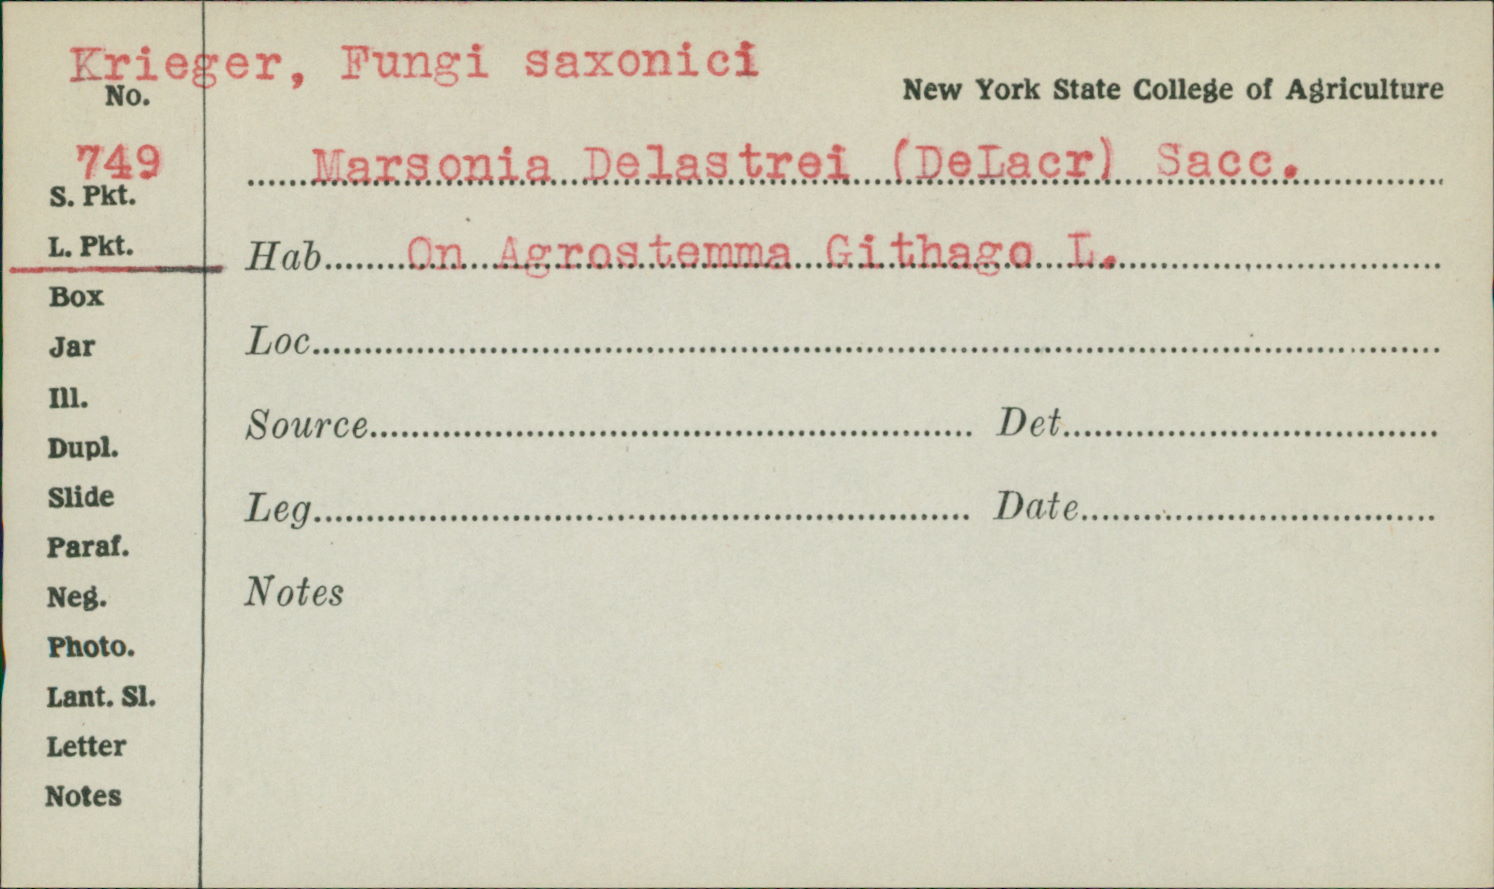 Krieger, Fungi saxonici
No.
New York State College of Agriculture
749
Marsonia Delastrei (DeLacr) Sacc.
S. Pkt.
L. Pkt.
Hab. On Agrostemma Githago L.
Box
Jar
Loc.
Ill.
Source
Det.
Dupl.
Slide
Leg.
Date
Paraf.
Neg.
Notes
Photo.
Lant. Sl.
Letter
Notes